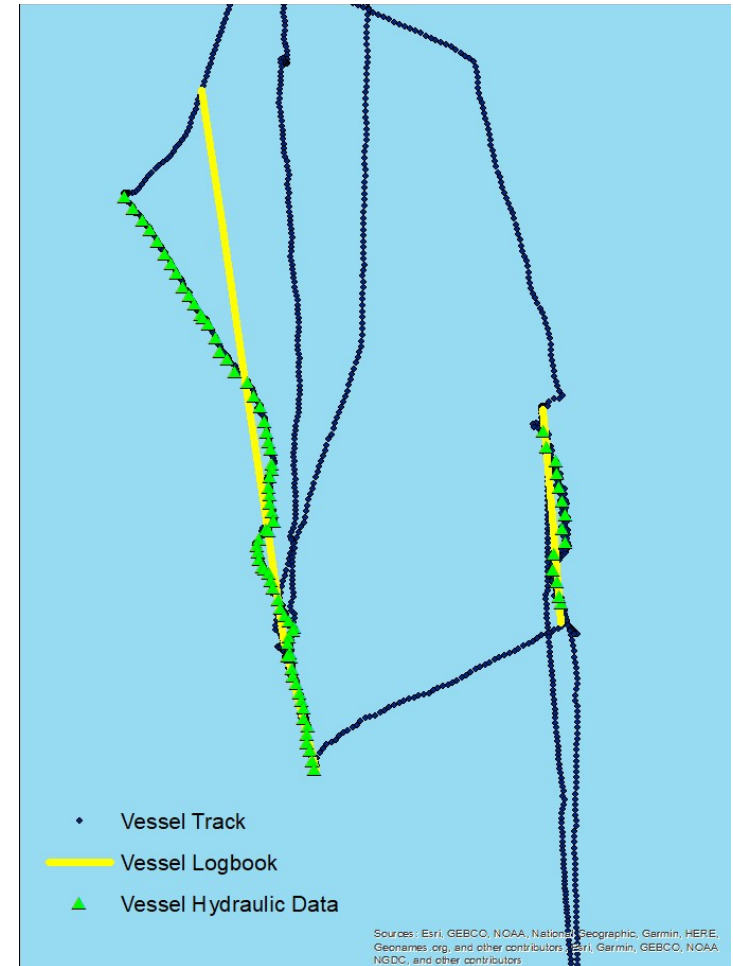 Vessel Track
Vessel Logbook
Vessel Hydraulic Data
Sources: Esri, GEBCO, NOAA, National Geographic, Garmin, HERE,
Geonames.org, and other contributors, Esri, Garmin, GEBCO, NOAA
NGDC, and other contributors